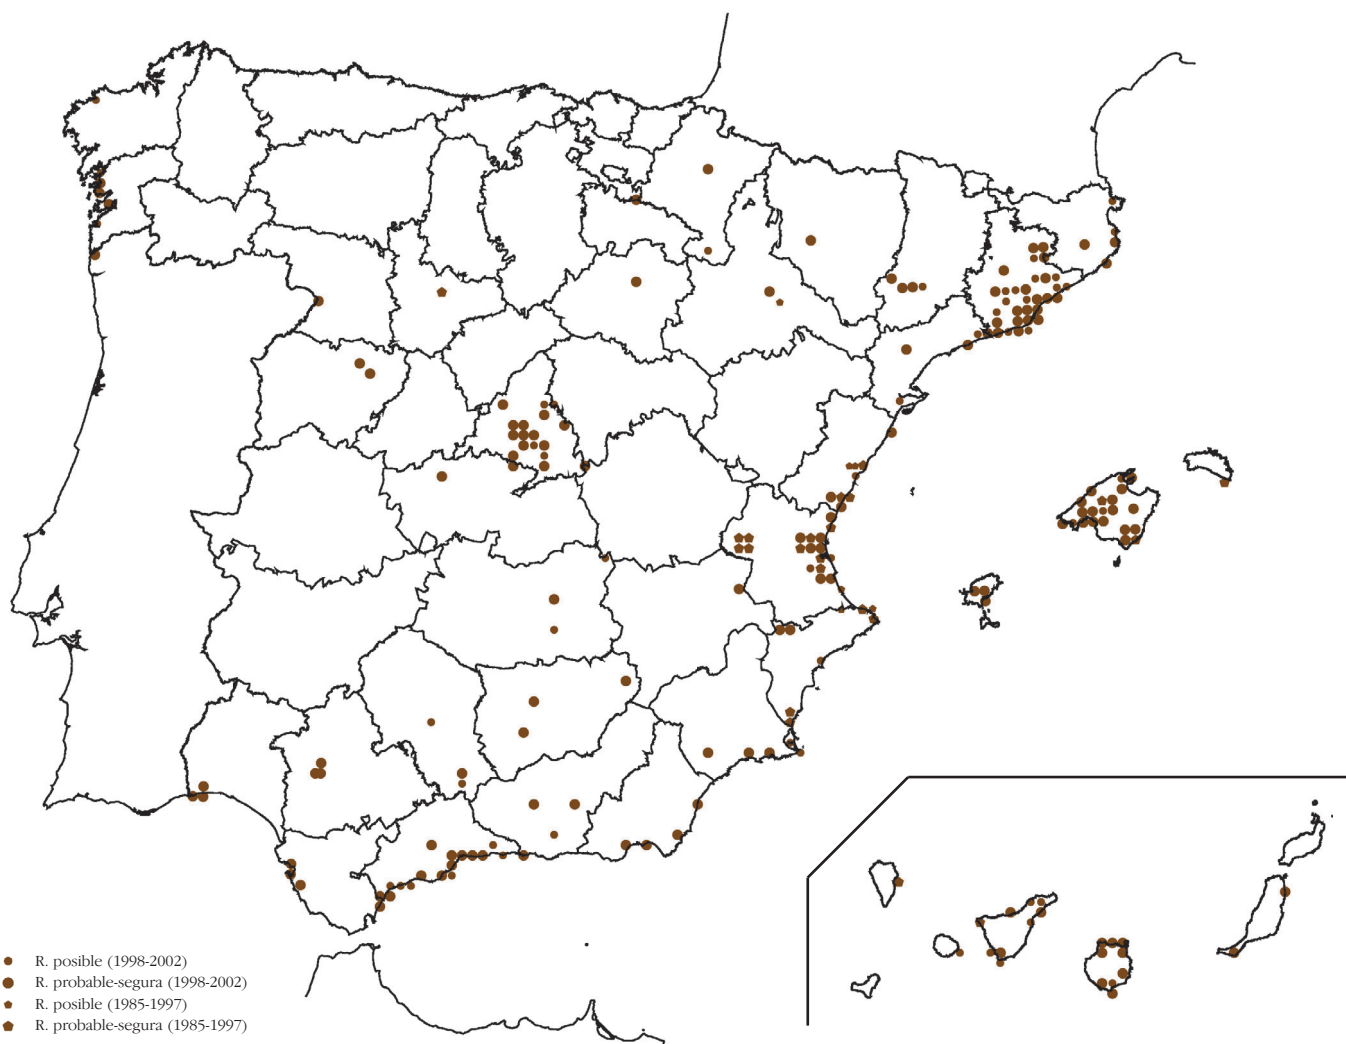 R. posible (1998-2002)
R. probable-segura (1998-2002)
R. posible (1985-1997)
R. probable-segura (1985-1997)